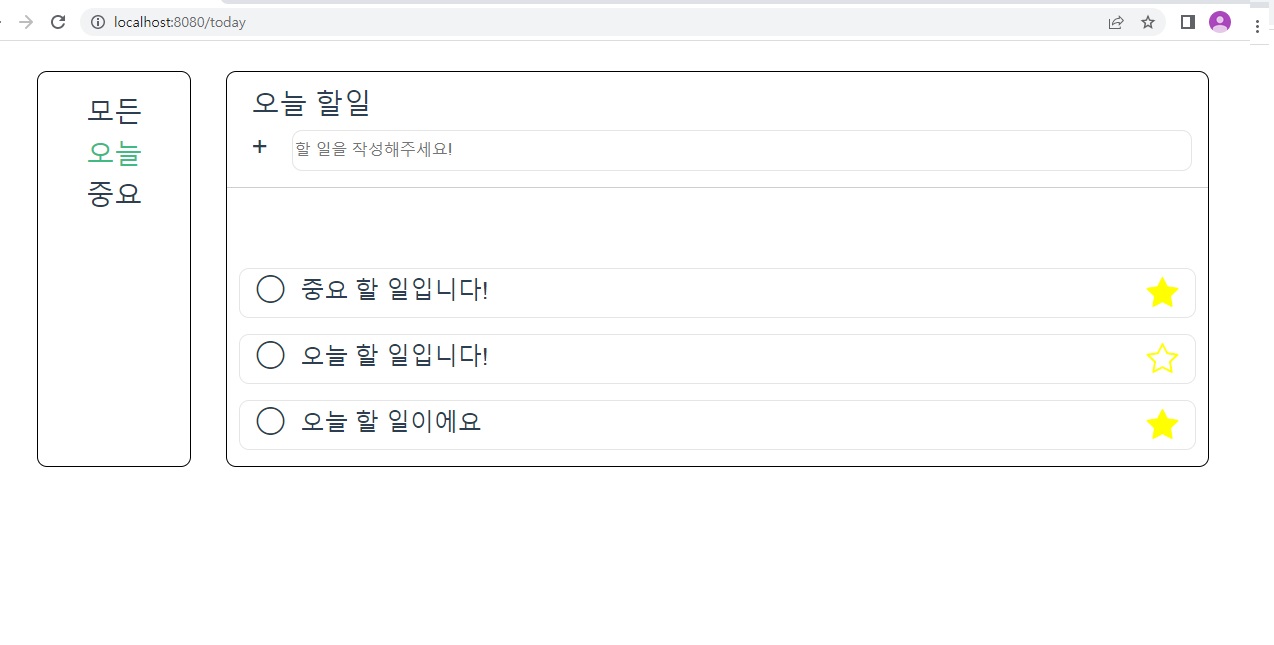 localhost:8080/today
모든
오늘
중요
오늘 할일
+ 할 일을 작성해주세요!
중요 할 일입니다!
오늘 할 일입니다!
오늘 할 일이에요